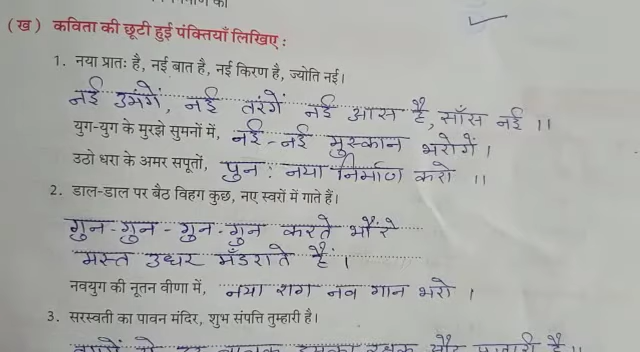 (ख) कविता की छूटी हुई पंक्तियाँ लिखिए :
1. नया प्रातः है, नई बात है, नई किरण है, ज्योति नई।
नई उमंगें, नई तरंगें नई आस है, साँस नई ।।
युग-युग के मुरझे सुमनों में, नई-नई मुस्कान भरोगें।
उठो धरा के अमर सपूतों, पुन: नया निर्माण करो ।।
2. डाल-डाल पर बैठ विहग कुछ, नए स्वरों में गाते हैं।
गुन-गुन-गुन-गुन करते भौंरे
मस्त उधर मँडराते हैं।
नवयुग की नूतन वीणा में, नया राग नव गान भरो ।
3. सरस्वती का पावन मंदिर, शुभ संपत्ति तुम्हारी है।